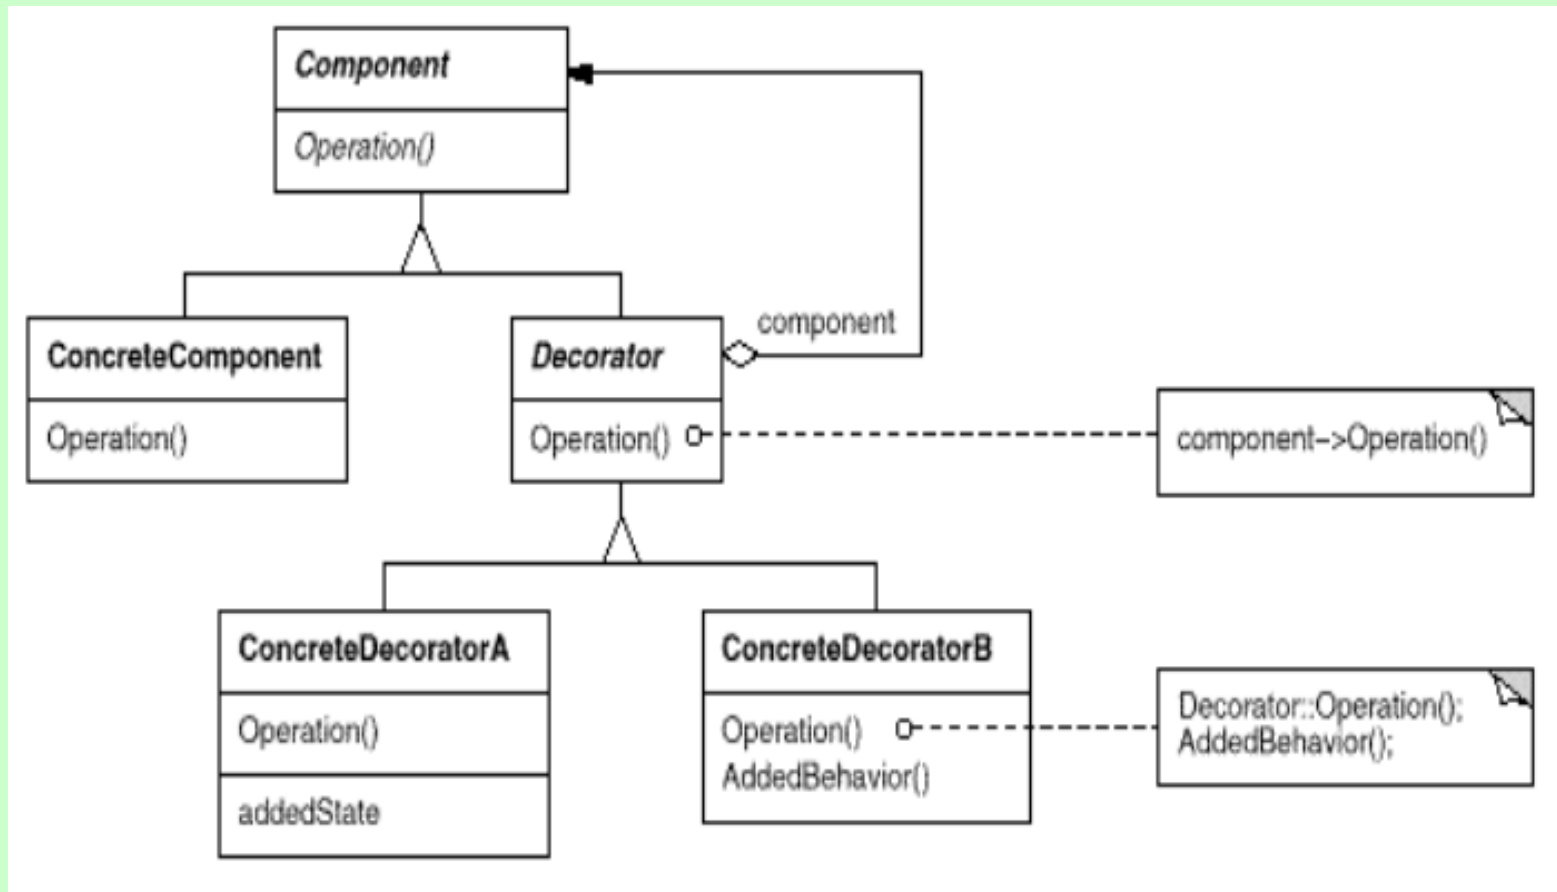 Component
Operation()
component
ConcreteComponent
Operation()
Decorator
Operation()
component–>Operation()
ConcreteDecoratorA
Operation()
addedState
ConcreteDecoratorB
Operation()
AddedBehavior()
Decorator::Operation();
AddedBehavior();